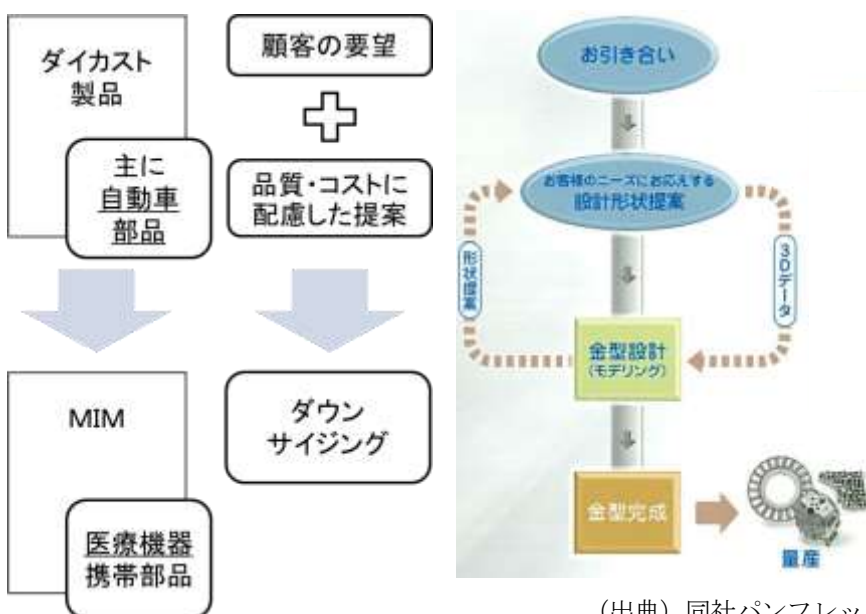 ダイカスト
製品
主に
自動車
部品
顧客の要望
品質・コストに
配慮した提案
MIM
医療機器
携帯部品
ダウン
サイジング
お引き合い
お客様のニーズにお応えする
設計形状提案
形状提案
3Dデータ
金型設計
(モデリング)
金型完成
量産
(出典)同社パンフレッ